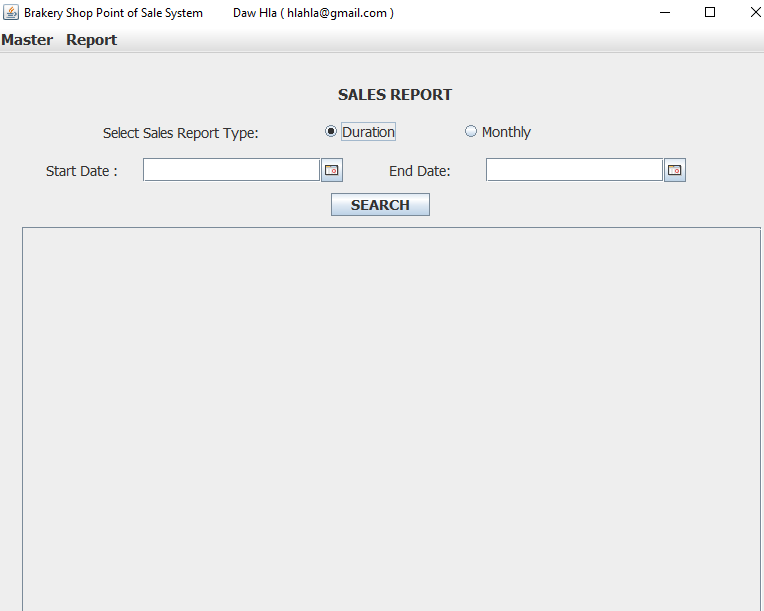 Brakery Shop Point of Sale System Daw Hla ( hlahla@gmail.com )
Master Report
SALES REPORT
Select Sales Report Type: Duration Monthly
Start Date : End Date:
SEARCH